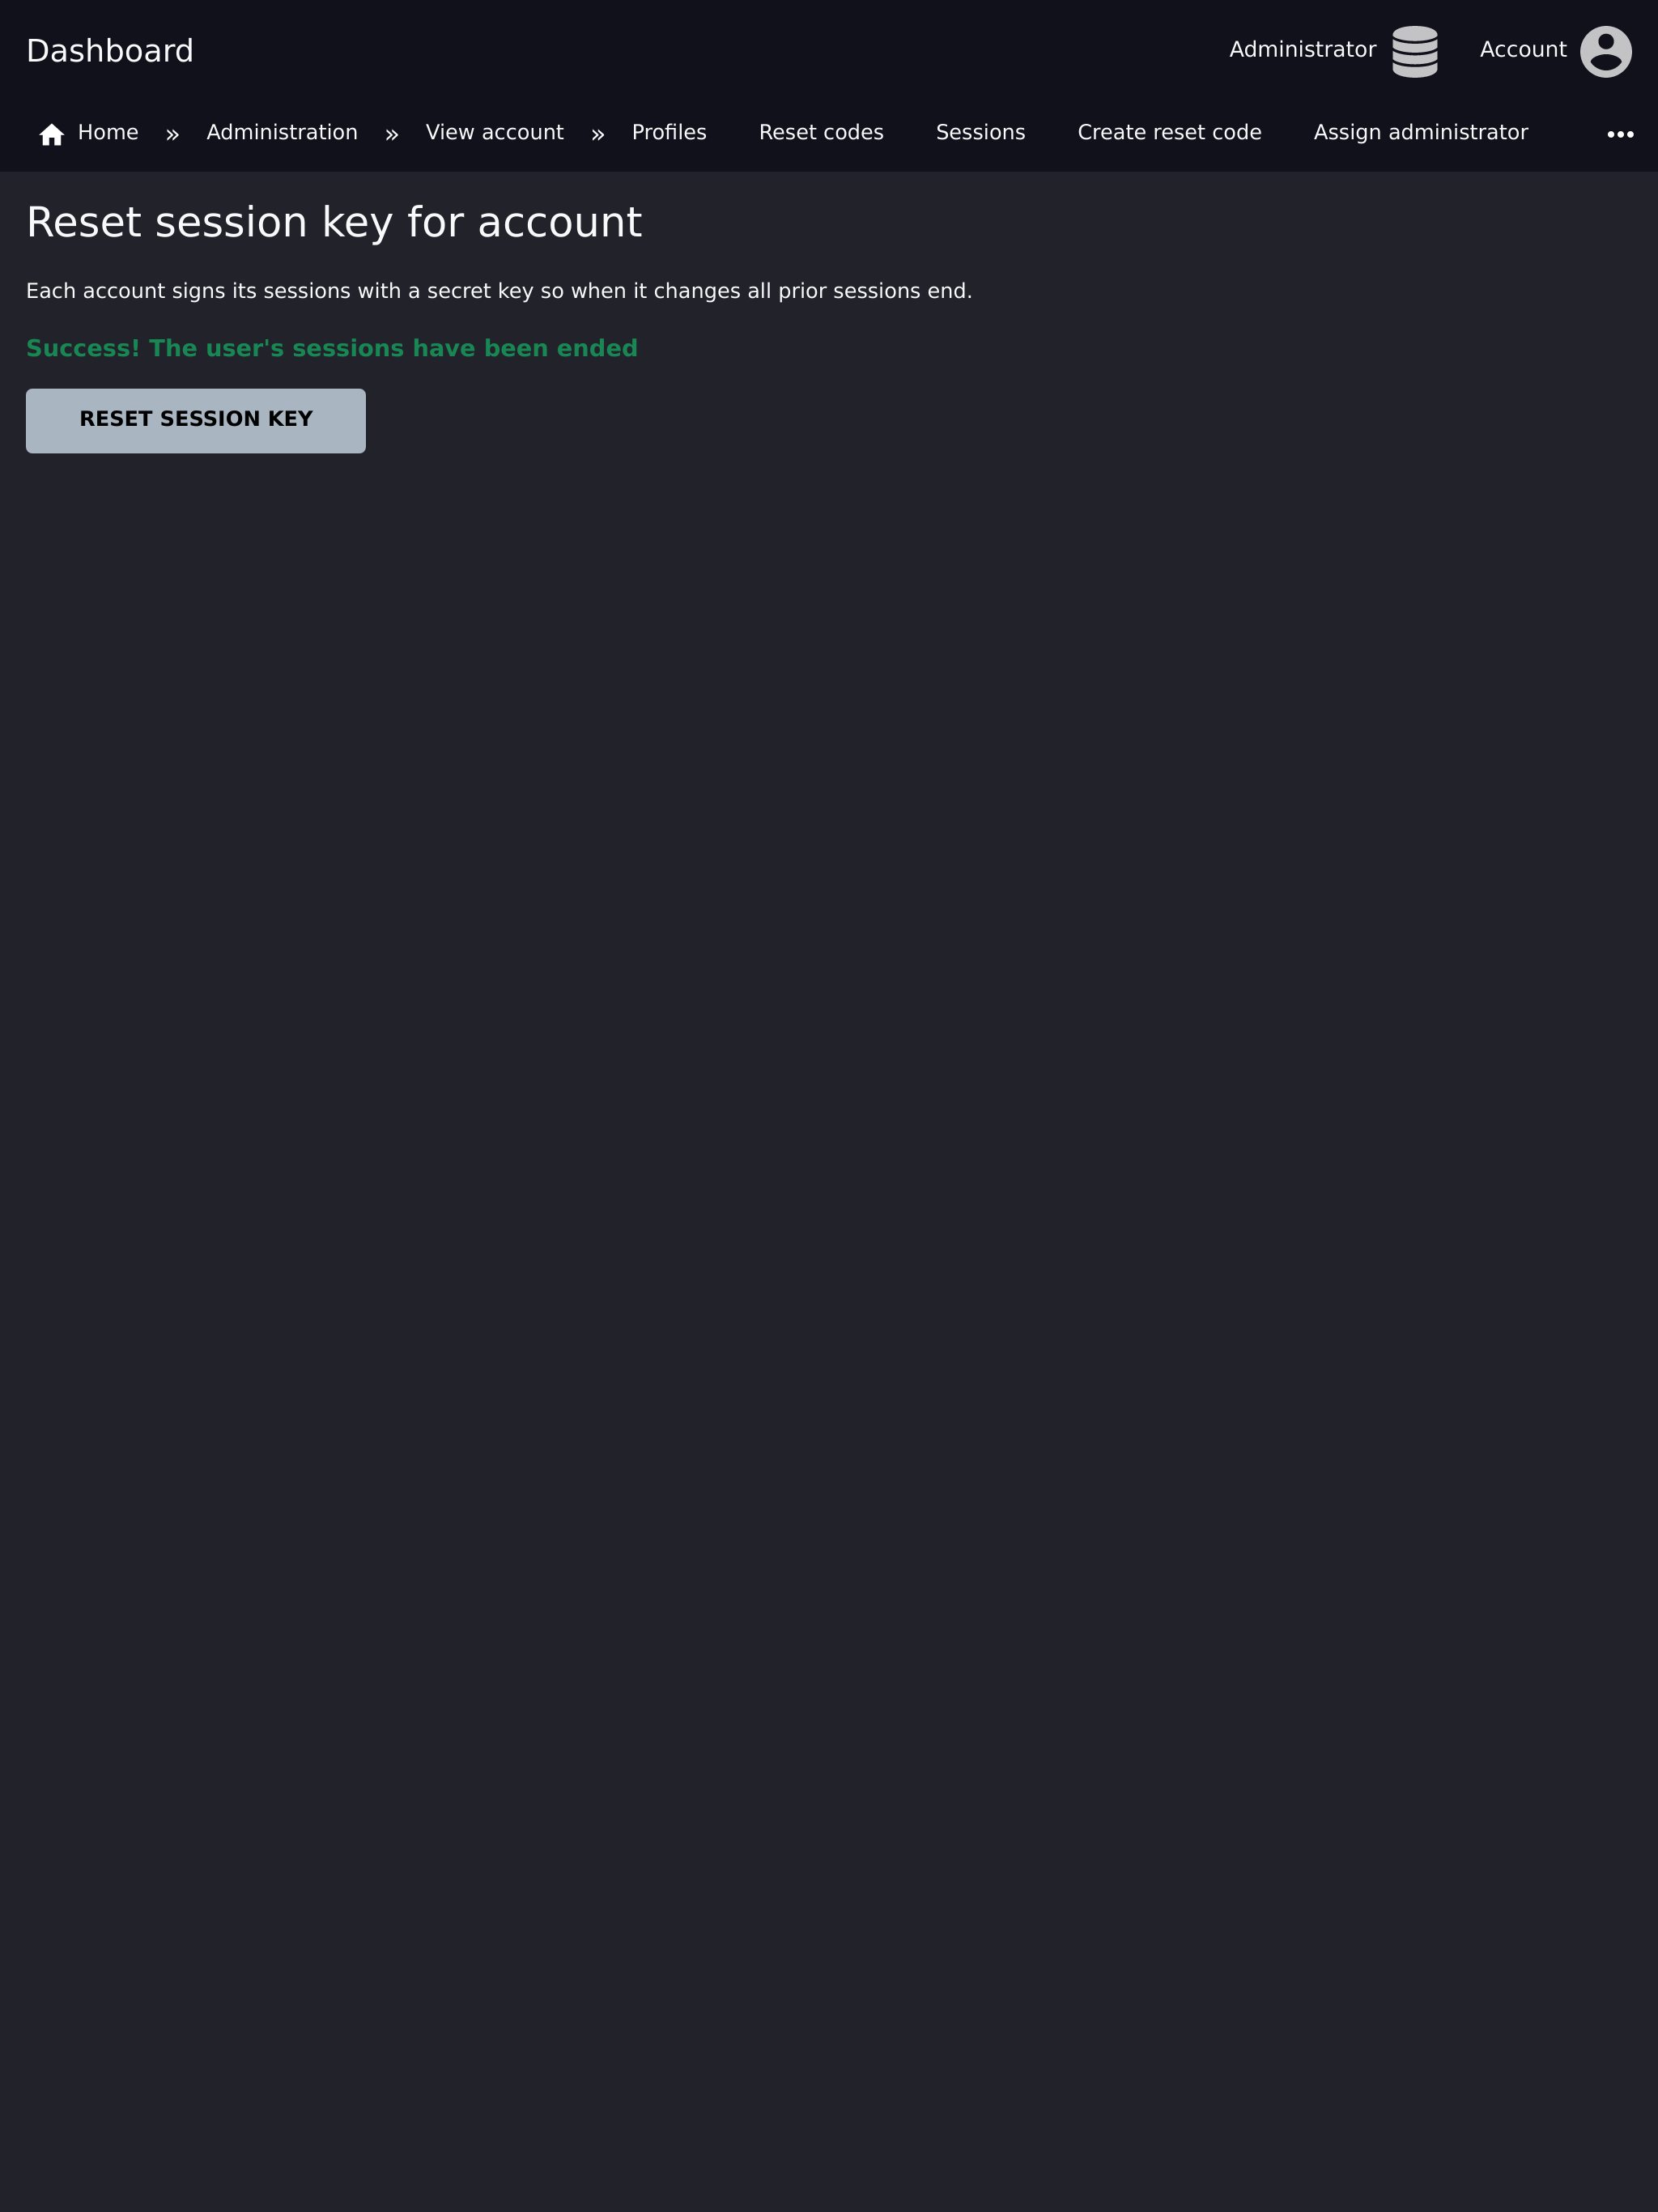 Dashboard
Administrator
Account
Home » Administration » View account » Profiles Reset codes Sessions Create reset code Assign administrator
Reset session key for account
Each account signs its sessions with a secret key so when it changes all prior sessions end.
Success! The user's sessions have been ended
RESET SESSION KEY